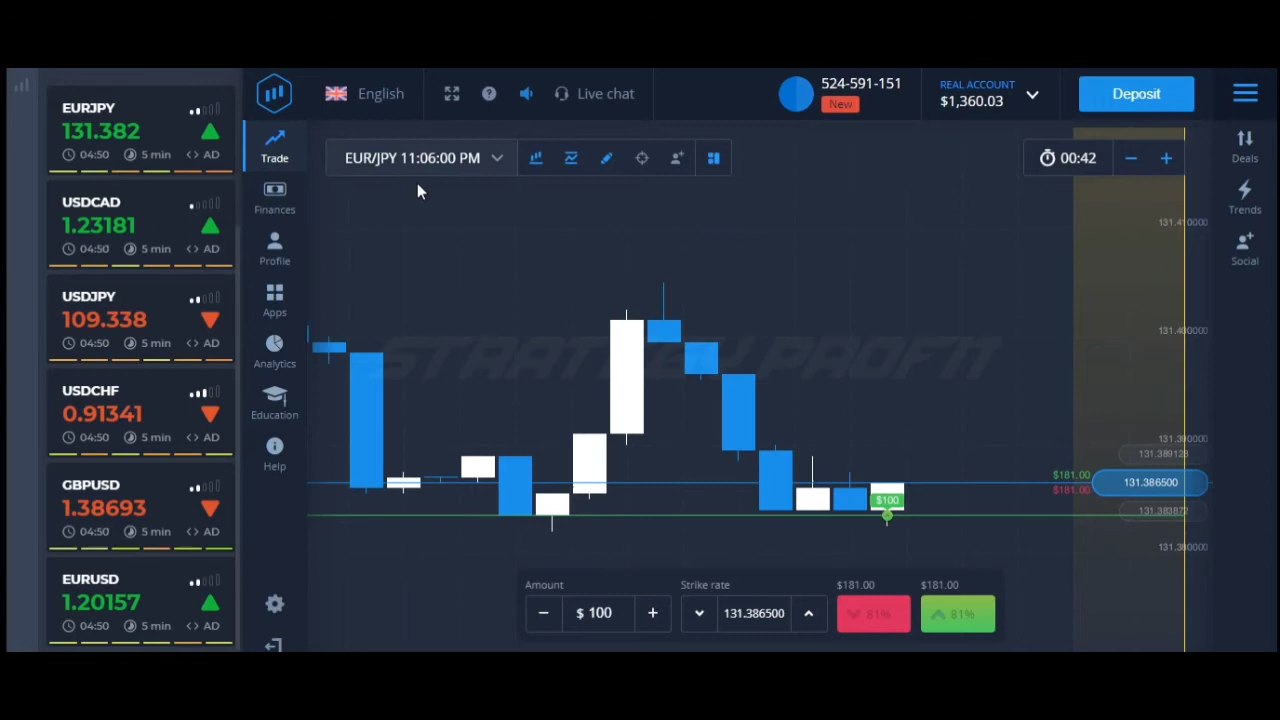 EURJPY
131.382
04:50 5 min <> AD
USDCAD
1.23181
04:50 5 min <> AD
USDJPY
109.338
04:50 5 min <> AD
USDCHF
0.91341
04:50 5 min <> AD
GBPUSD
1.38693
04:50 5 min <> AD
EURUSD
1.20157
04:50 5 min <> AD
English
Live chat
524-591-151
New
REAL ACCOUNT
$1,360.03
Deposit
Trade
Finances
Profile
Apps
Analytics
Education
Help
EUR/JPY 11:06:00 PM
00:42
Deals
Trends
Social
131.410000
131.400000
STRATEGY PROFIT
131.390000
131.389128
$181.00
131.386500
$181.00
$100
131.383872
131.380000
Amount
$ 100
Strike rate
131.386500
$181.00
81%
$181.00
81%